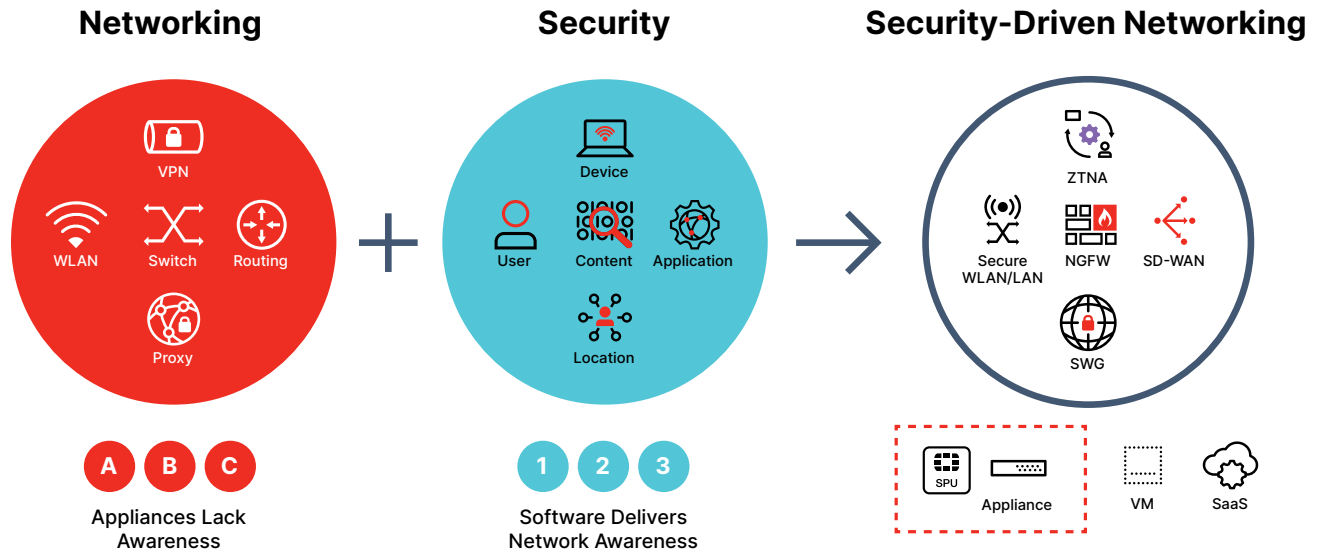 Networking
Security
Security-Driven Networking
VPN
WLAN
Switch
Routing
Proxy
Device
User
Content
Application
Location
ZTNA
Secure
WLAN/LAN
NGFW
SD-WAN
SWG
A
B
C
Appliances Lack
Awareness
1
2
3
Software Delivers
Network Awareness
SPU
Appliance
VM
SaaS